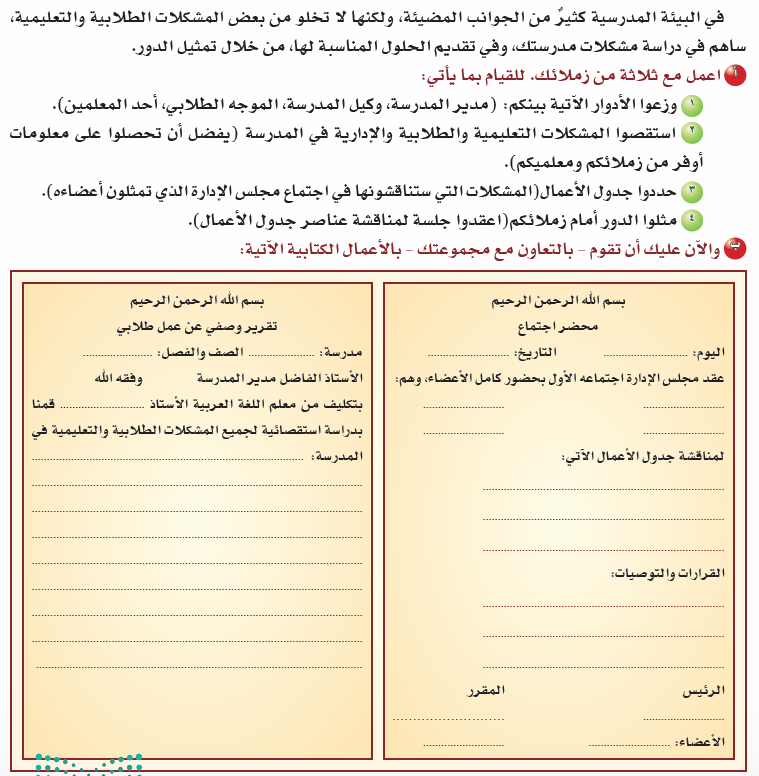 في البيئة المدرسية كثيرٌ من الجوانب المضيئة، ولكنها لا تخلو من بعض المشكلات الطلابية والتعليمية،
ساهم في دراسة مشكلات مدرستك، وفي تقديم الحلول المناسبة لها، من خلال تمثيل الدور.
أ اعمل مع ثلاثة من زملائك. للقيام بما يأتي:
١ وزعوا الأدوار الآتية بينكم: (مدير المدرسة، وكيل المدرسة، الموجه الطلابي، أحد المعلمين).
٢ استقصوا المشكلات التعليمية والطلابية والإدارية في المدرسة (يفضل أن تحصلوا على معلومات
أوفر من زملائكم ومعلميكم).
٣ حددوا جدول الأعمال(المشكلات التي ستناقشونها في اجتماع مجلس الإدارة الذي تمثلون أعضاءه).
٤ مثلوا الدور أمام زملائكم(اعقدوا جلسة لمناقشة عناصر جدول الأعمال).
ب والآن عليك أن تقوم - بالتعاون مع مجموعتك - بالأعمال الكتابية الآتية:
بسم الله الرحمن الرحيم
محضر اجتماع
اليوم: ........................ التاريخ: ........................
عقد مجلس الإدارة اجتماعه الأول بحضور كامل الأعضاء، وهم:
........................ ........................
........................ ........................
لمناقشة جدول الأعمال الآتي:
................................................
................................................
................................................
القرارات والتوصيات:
................................................
................................................
................................................
الرئيس المقرر
........................ ........................
الأعضاء: ........................ ........................
بسم الله الرحمن الرحيم
تقرير وصفي عن عمل طلابي
مدرسة: .................... الصف والفصل: ....................
الأستاذ الفاضل مدير المدرسة وفقه الله
بتكليف من معلم اللغة العربية الأستاذ ........................ قمنا
بدراسة استقصائية لجميع المشكلات الطلابية والتعليمية في
المدرسة: ................................................
................................................
................................................
................................................
................................................
................................................
................................................
................................................
................................................